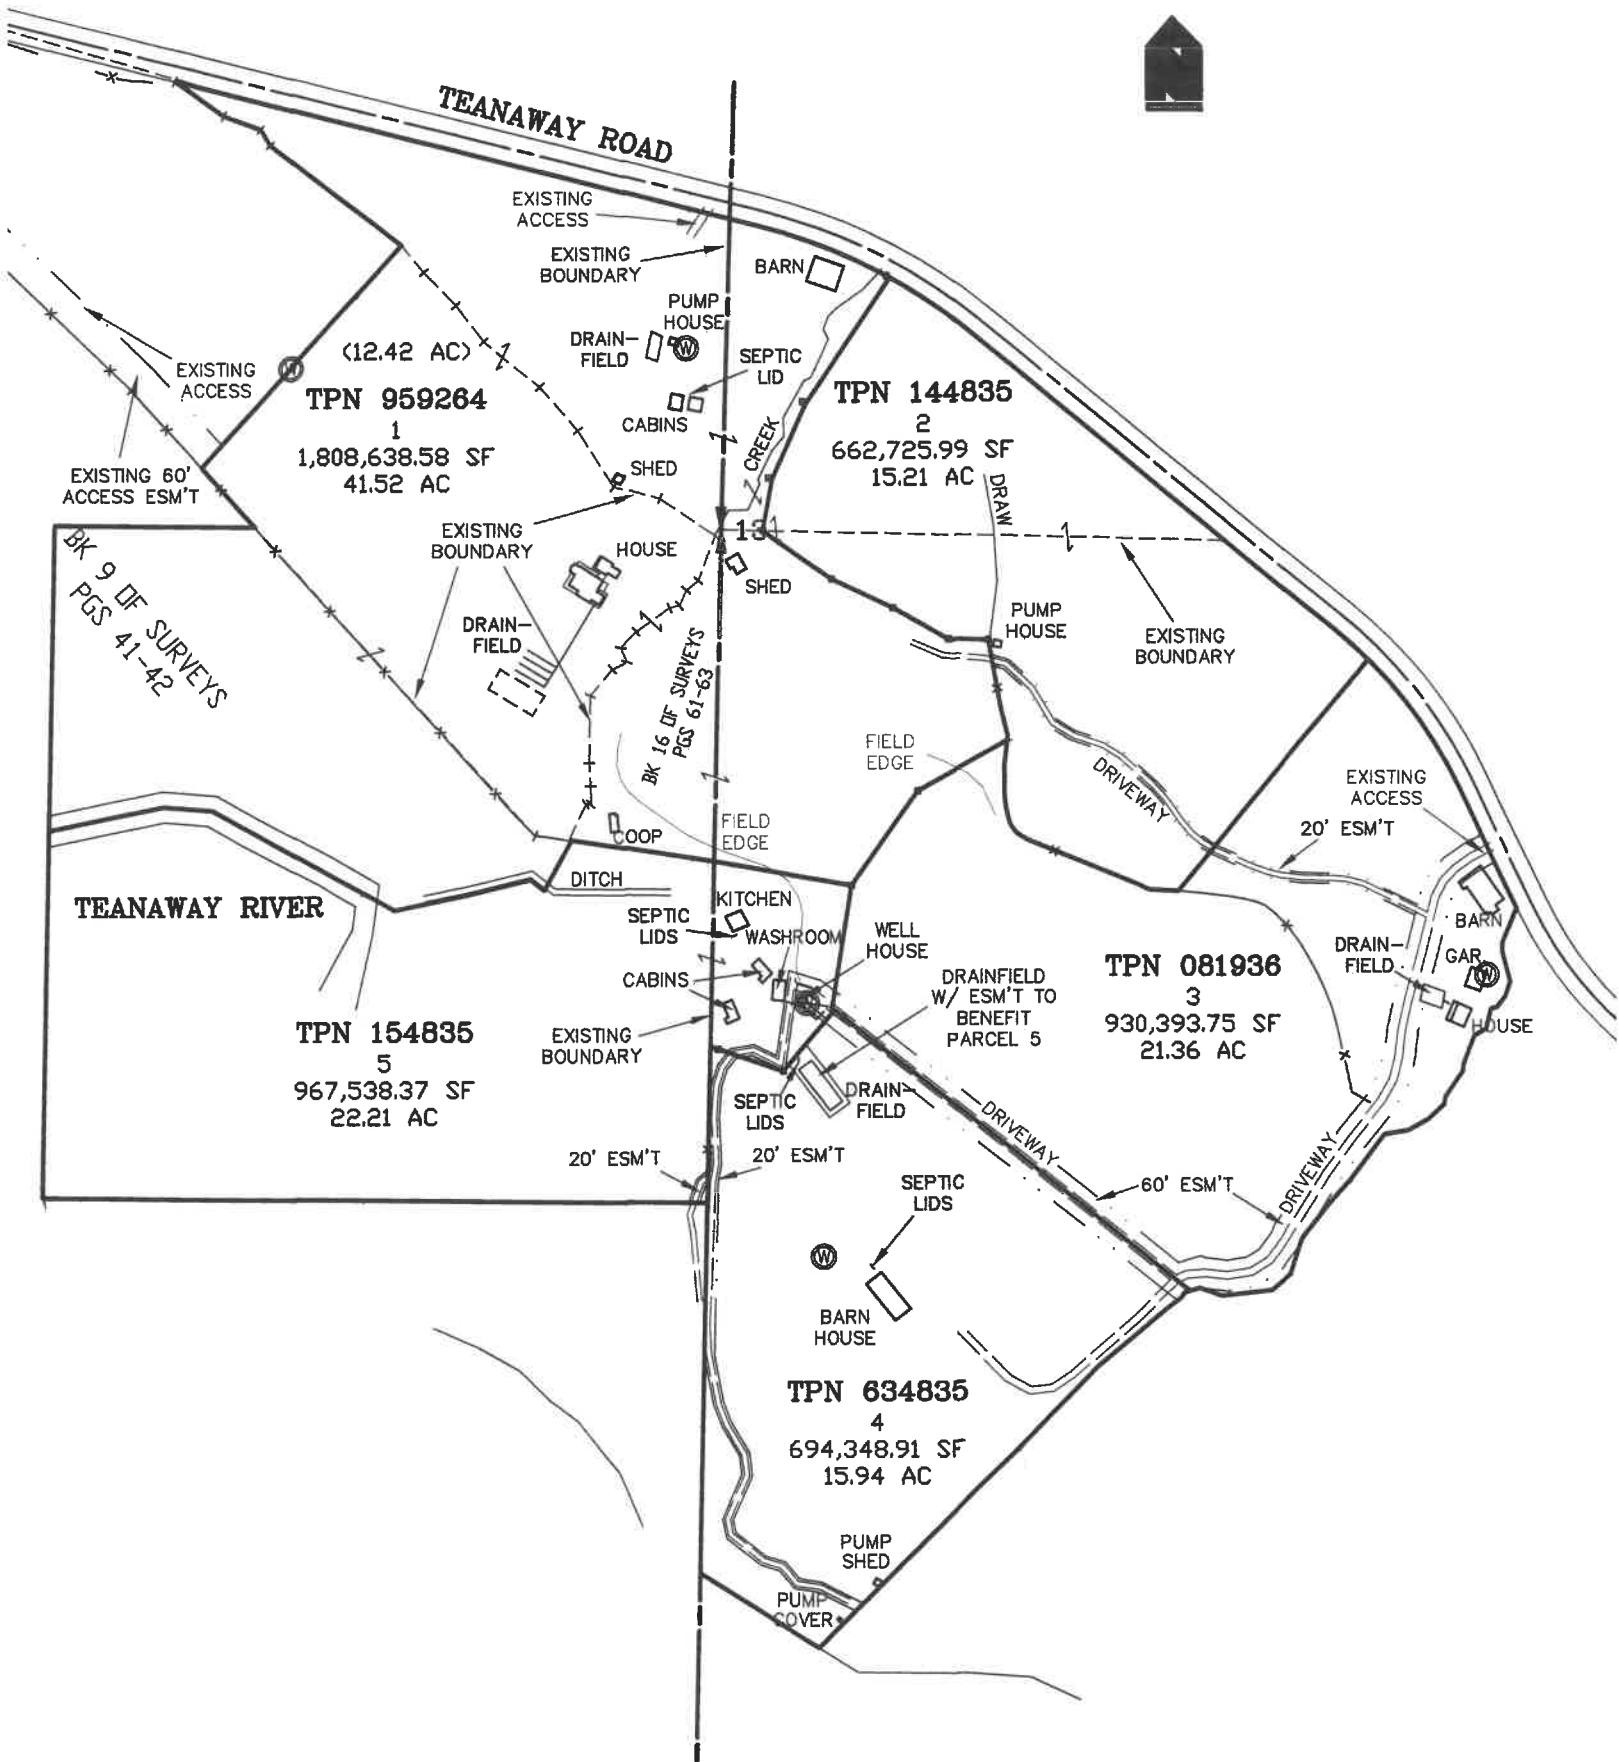 N
TEANAWAY ROAD
EXISTING
ACCESS
EXISTING
BOUNDARY
BARN
PUMP
HOUSE
DRAIN-
FIELD
W
SEPTIC
LID
CABINS
CREEK
SHED
(12.42 AC)
TPN 959264
1
1,808,638.58 SF
41.52 AC
W
EXISTING
ACCESS
EXISTING 60'
ACCESS ESM'T
TPN 144835
2
662,725.99 SF
15.21 AC
DRAW
131
EXISTING
BOUNDARY
HOUSE
SHED
DRAIN-
FIELD
BK 9 OF SURVEYS
PGS 41-42
BK 16 OF SURVEYS
PGS 61-63
PUMP
HOUSE
EXISTING
BOUNDARY
FIELD
EDGE
DRIVEWAY
EXISTING
ACCESS
20' ESM'T
COOP
FIELD
EDGE
DITCH
TEANAWAY RIVER
KITCHEN
SEPTIC
LIDS
WASHROOM
WELL
HOUSE
CABINS
DRAINFIELD
W/ ESM'T TO
BENEFIT
PARCEL 5
EXISTING
BOUNDARY
TPN 081936
3
930,393.75 SF
21.36 AC
BARN
DRAIN-
FIELD
GAR
W
HOUSE
TPN 154835
5
967,538.37 SF
22.21 AC
SEPTIC
LIDS
DRAIN-
FIELD
DRIVEWAY
20' ESM'T
20' ESM'T
60' ESM'T
DRIVEWAY
SEPTIC
LIDS
W
BARN
HOUSE
TPN 634835
4
694,348.91 SF
15.94 AC
PUMP
SHED
PUMP
COVER